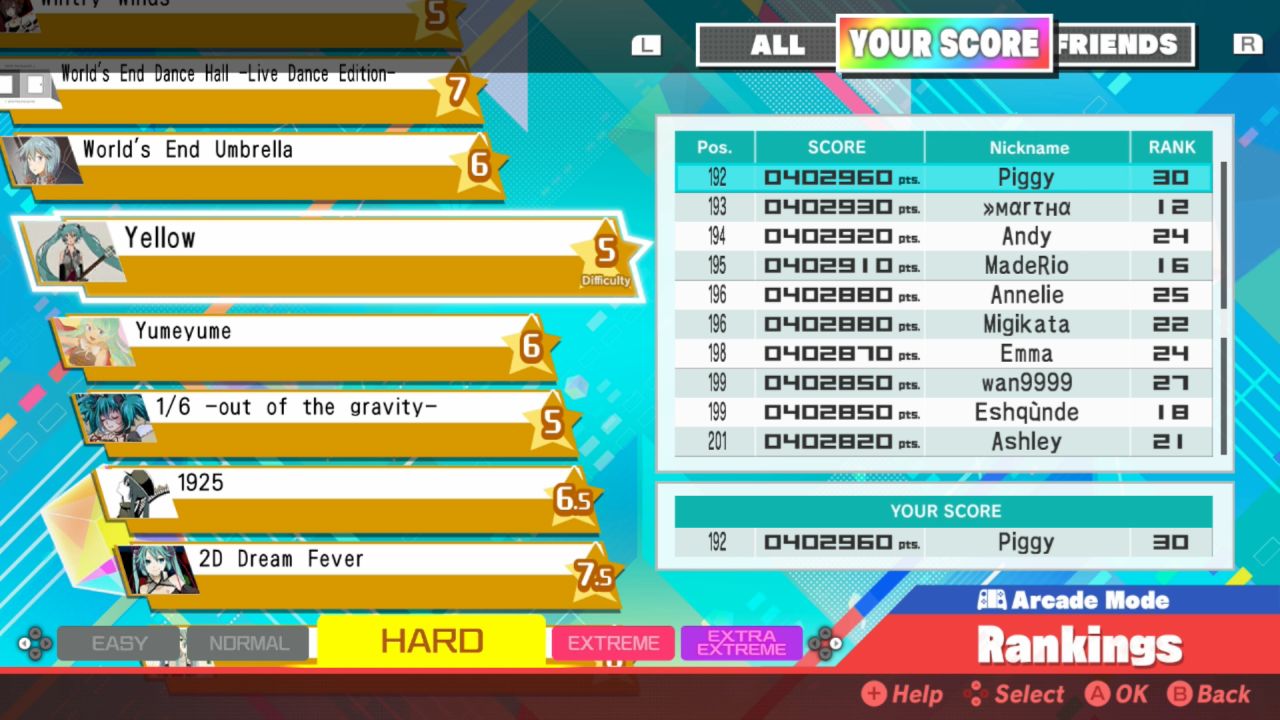 Whitry Winds
5
L
ALL
YOUR SCORE
FRIENDS
R
World's End Dance Hall -Live Dance Edition-
7
World's End Umbrella
6
Yellow
5
Difficulty
Yumeyume
6
1/6 -out of the gravity-
5
1925
6.5
2D Dream Fever
7.5
Pos. SCORE Nickname RANK
192 0402960 pts. Piggy 30
193 0402930 pts. »мαrτнα 12
194 0402920 pts. Andy 24
195 0402910 pts. MadeRio 16
196 0402880 pts. Annelie 25
196 0402880 pts. Migikata 22
198 0402870 pts. Emma 24
199 0402850 pts. wan9999 27
199 0402850 pts. Eshqùnde 18
201 0402820 pts. Ashley 21
YOUR SCORE
192 0402960 pts. Piggy 30
Arcade Mode
Rankings
EASY
NORMAL
HARD
EXTREME
EXTRA
EXTREME
+ Help
Select
A OK
B Back